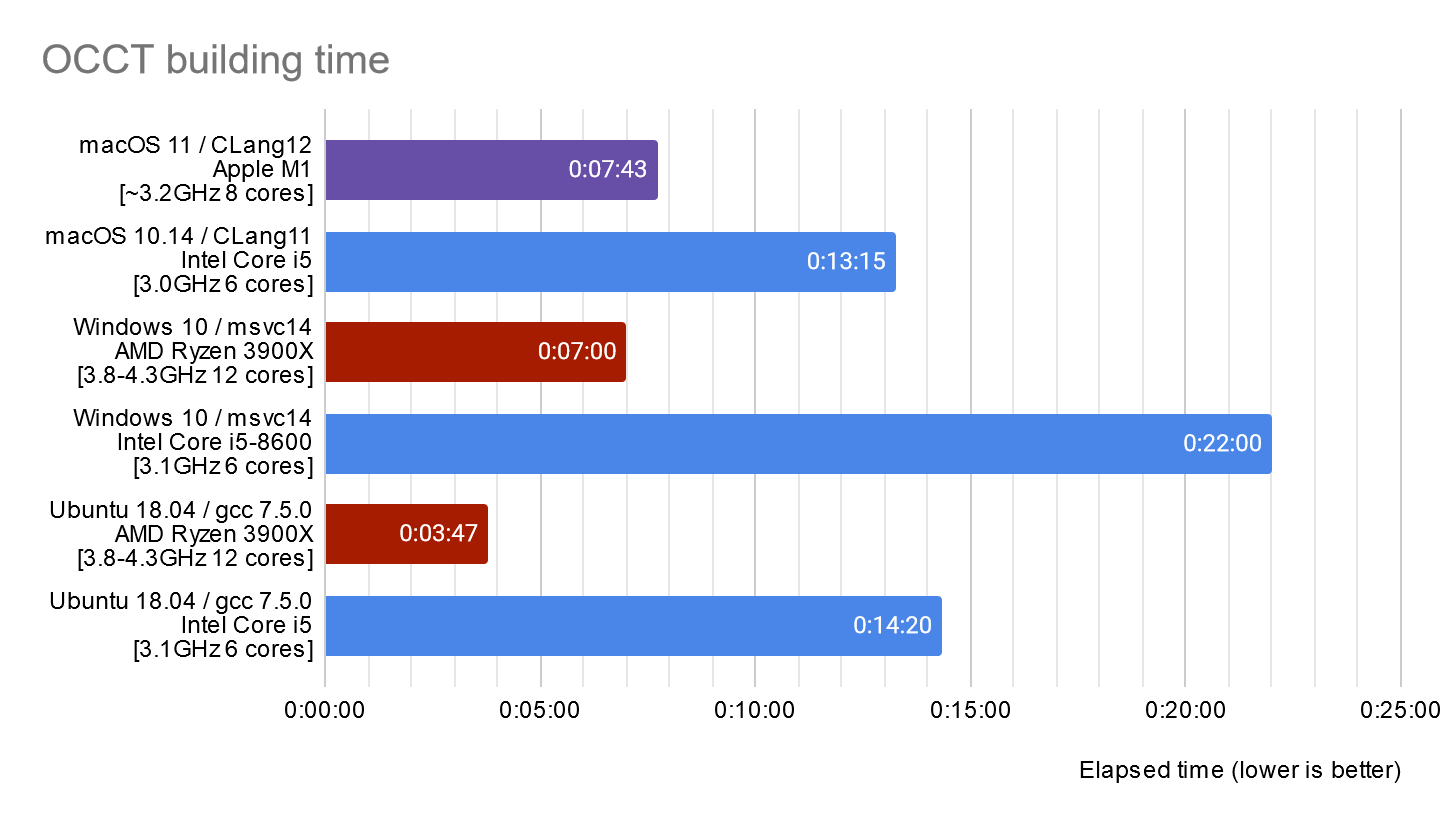 OCCT building time
macOS 11 / CLang12
Apple M1
[~3.2GHz 8 cores]
0:07:43
macOS 10.14 / CLang11
Intel Core i5
[3.0GHz 6 cores]
0:13:15
Windows 10 / msvc14
AMD Ryzen 3900X
[3.8-4.3GHz 12 cores]
0:07:00
Windows 10 / msvc14
Intel Core i5-8600
[3.1GHz 6 cores]
0:22:00
Ubuntu 18.04 / gcc 7.5.0
AMD Ryzen 3900X
[3.8-4.3GHz 12 cores]
0:03:47
Ubuntu 18.04 / gcc 7.5.0
Intel Core i5
[3.1GHz 6 cores]
0:14:20
0:00:00 0:05:00 0:10:00 0:15:00 0:20:00 0:25:00
Elapsed time (lower is better)